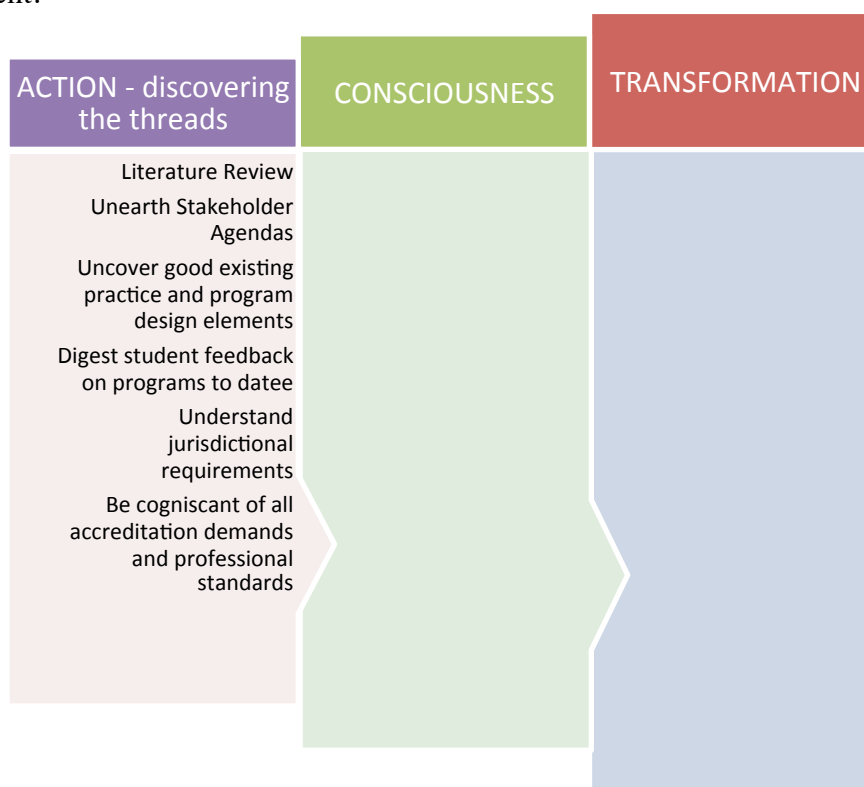 ent.
ACTION - discovering
the threads
CONSCIOUSNESS
TRANSFORMATION
Literature Review
Unearth Stakeholder
Agendas
Uncover good existing
practice and program
design elements
Digest student feedback
on programs to datee
Understand
jurisdictional
requirements
Be cogniscant of all
accreditation demands
and professional
standards